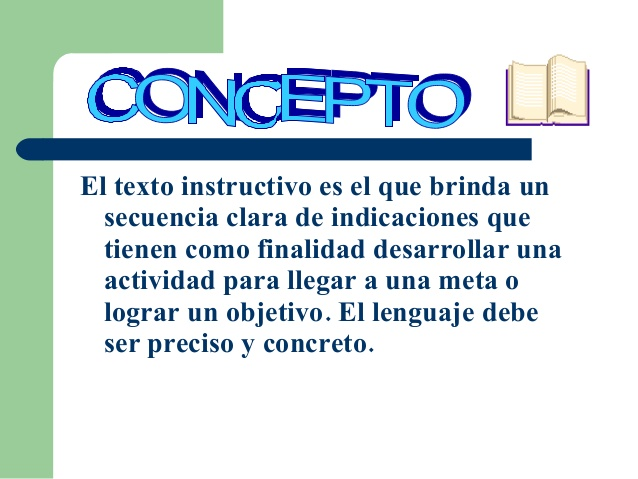 CONCEPTO
El texto instructivo es el que brinda un
secuencia clara de indicaciones que
tienen como finalidad desarrollar una
actividad para llegar a una meta o
lograr un objetivo. El lenguaje debe
ser preciso y concreto.